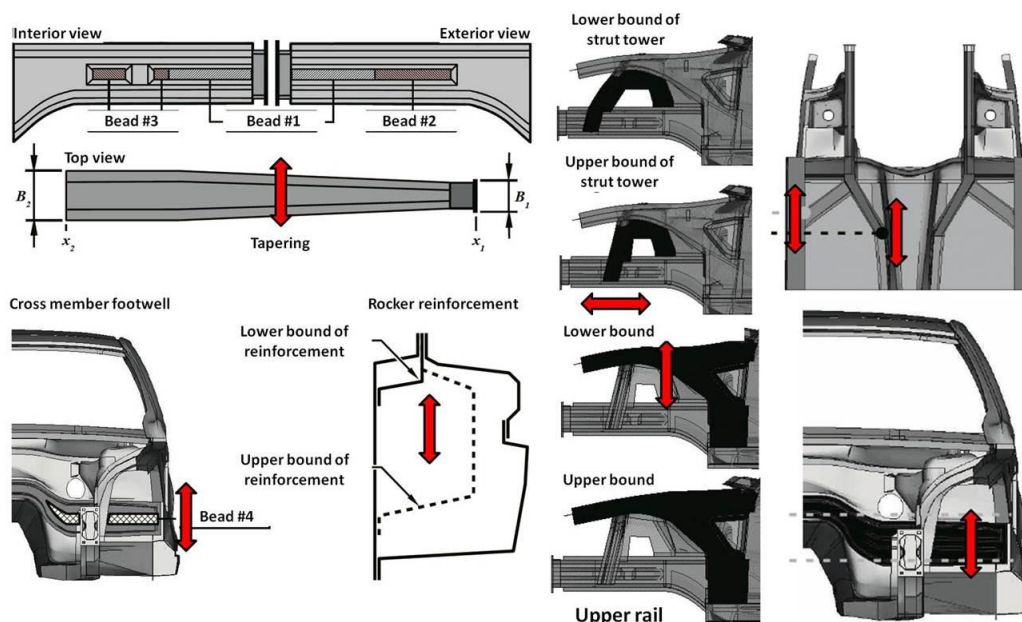 Interior view
Exterior view
Bead #3
Bead #1
Bead #2
Top view
B₂
B₁
x₂
Tapering
x₁
Cross member footwell
Bead #4
Rocker reinforcement
Lower bound of
reinforcement
Upper bound of
reinforcement
Lower bound of
strut tower
Upper bound of
strut tower
Lower bound
Upper bound
Upper rail